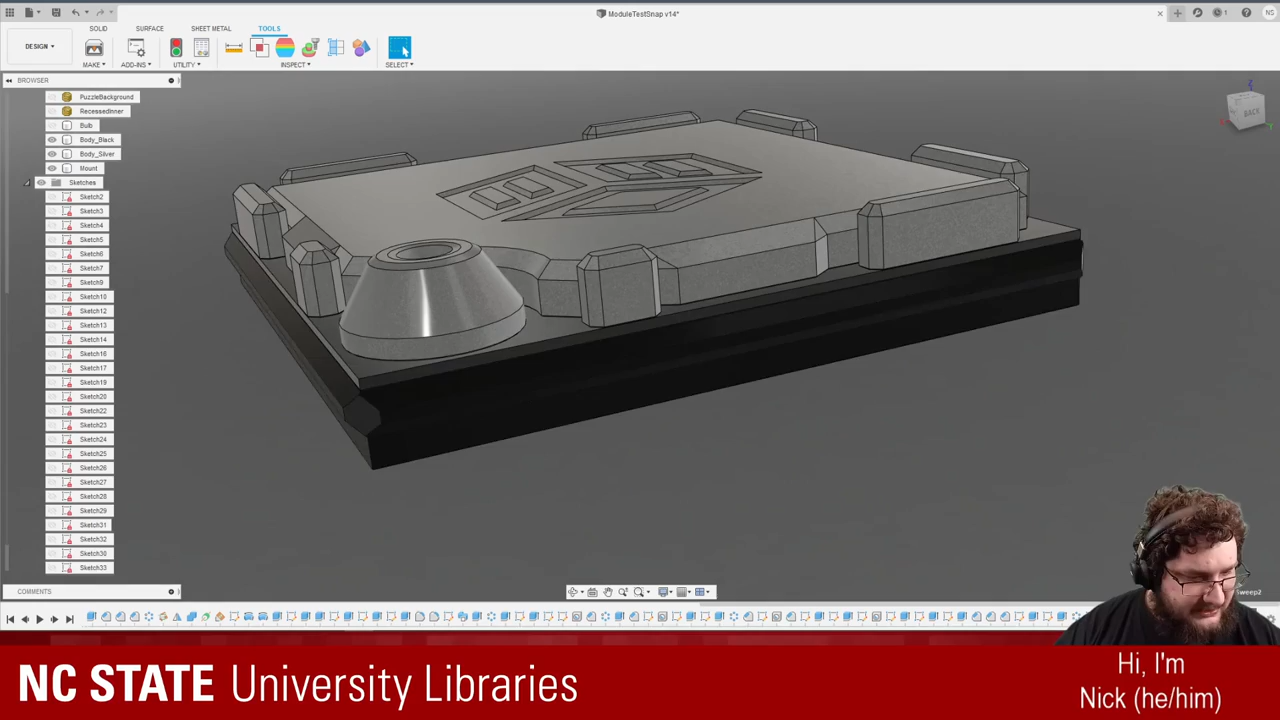 ModuleTestSnap v14*
1
NS
SOLID
SURFACE
SHEET METAL
TOOLS
DESIGN
MAKE
ADD-INS
UTILITY
INSPECT
SELECT
BROWSER
PuzzleBackground
RecessedInner
Bulb
Body_Black
Body_Silver
Mount
Sketches
Sketch2
Sketch3
Sketch4
Sketch5
Sketch6
Sketch7
Sketch9
Sketch10
Sketch12
Sketch13
Sketch14
Sketch16
Sketch17
Sketch19
Sketch20
Sketch22
Sketch23
Sketch24
Sketch25
Sketch26
Sketch27
Sketch28
Sketch29
Sketch31
Sketch32
Sketch30
Sketch33
BACK
Z
COMMENTS
Sweep2
NC STATE University Libraries
Hi, I'm
Nick (he/him)